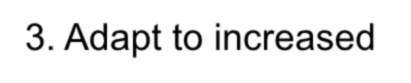 3. Adapt to increased